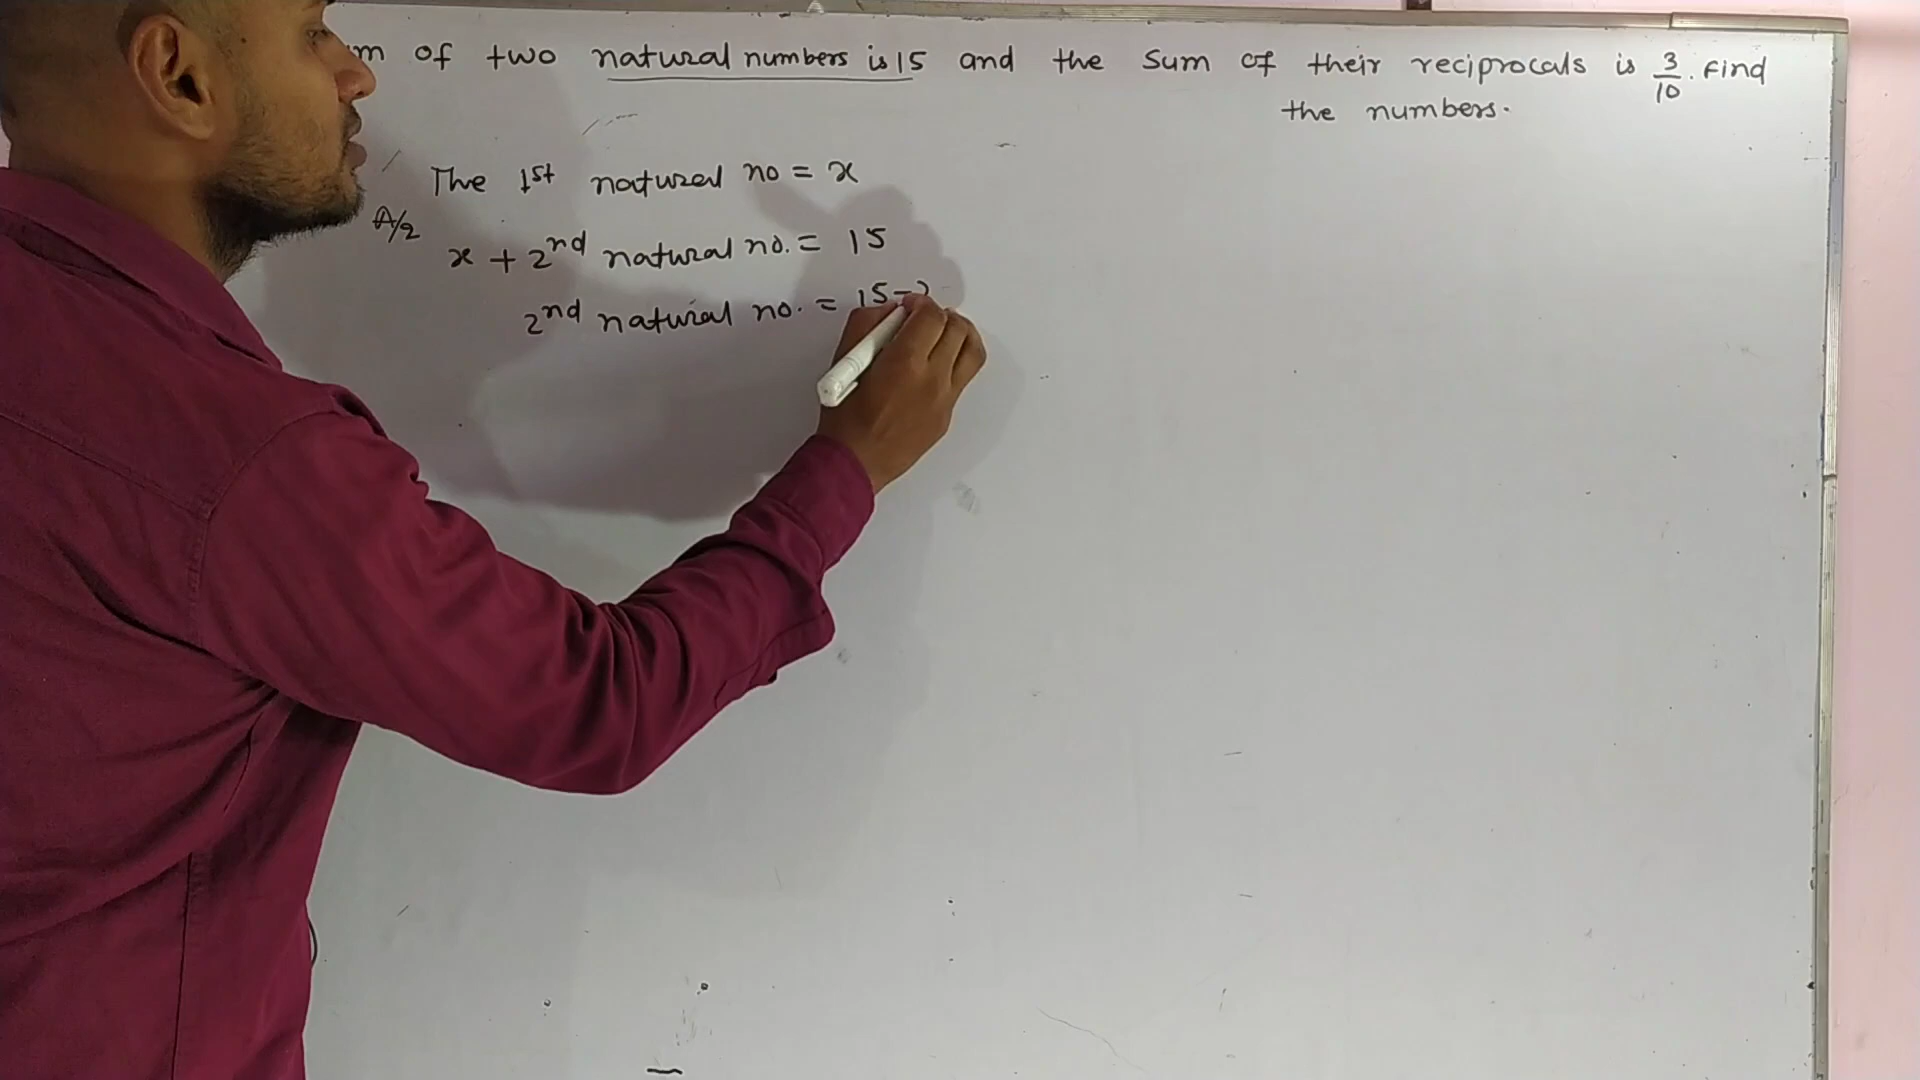 of two natural numbers is 15 and the sum of their reciprocals is 3/10. Find
the numbers.
The 1st natural no = x
A/2
x + 2nd natural no. = 15
2nd natural no. = 15-